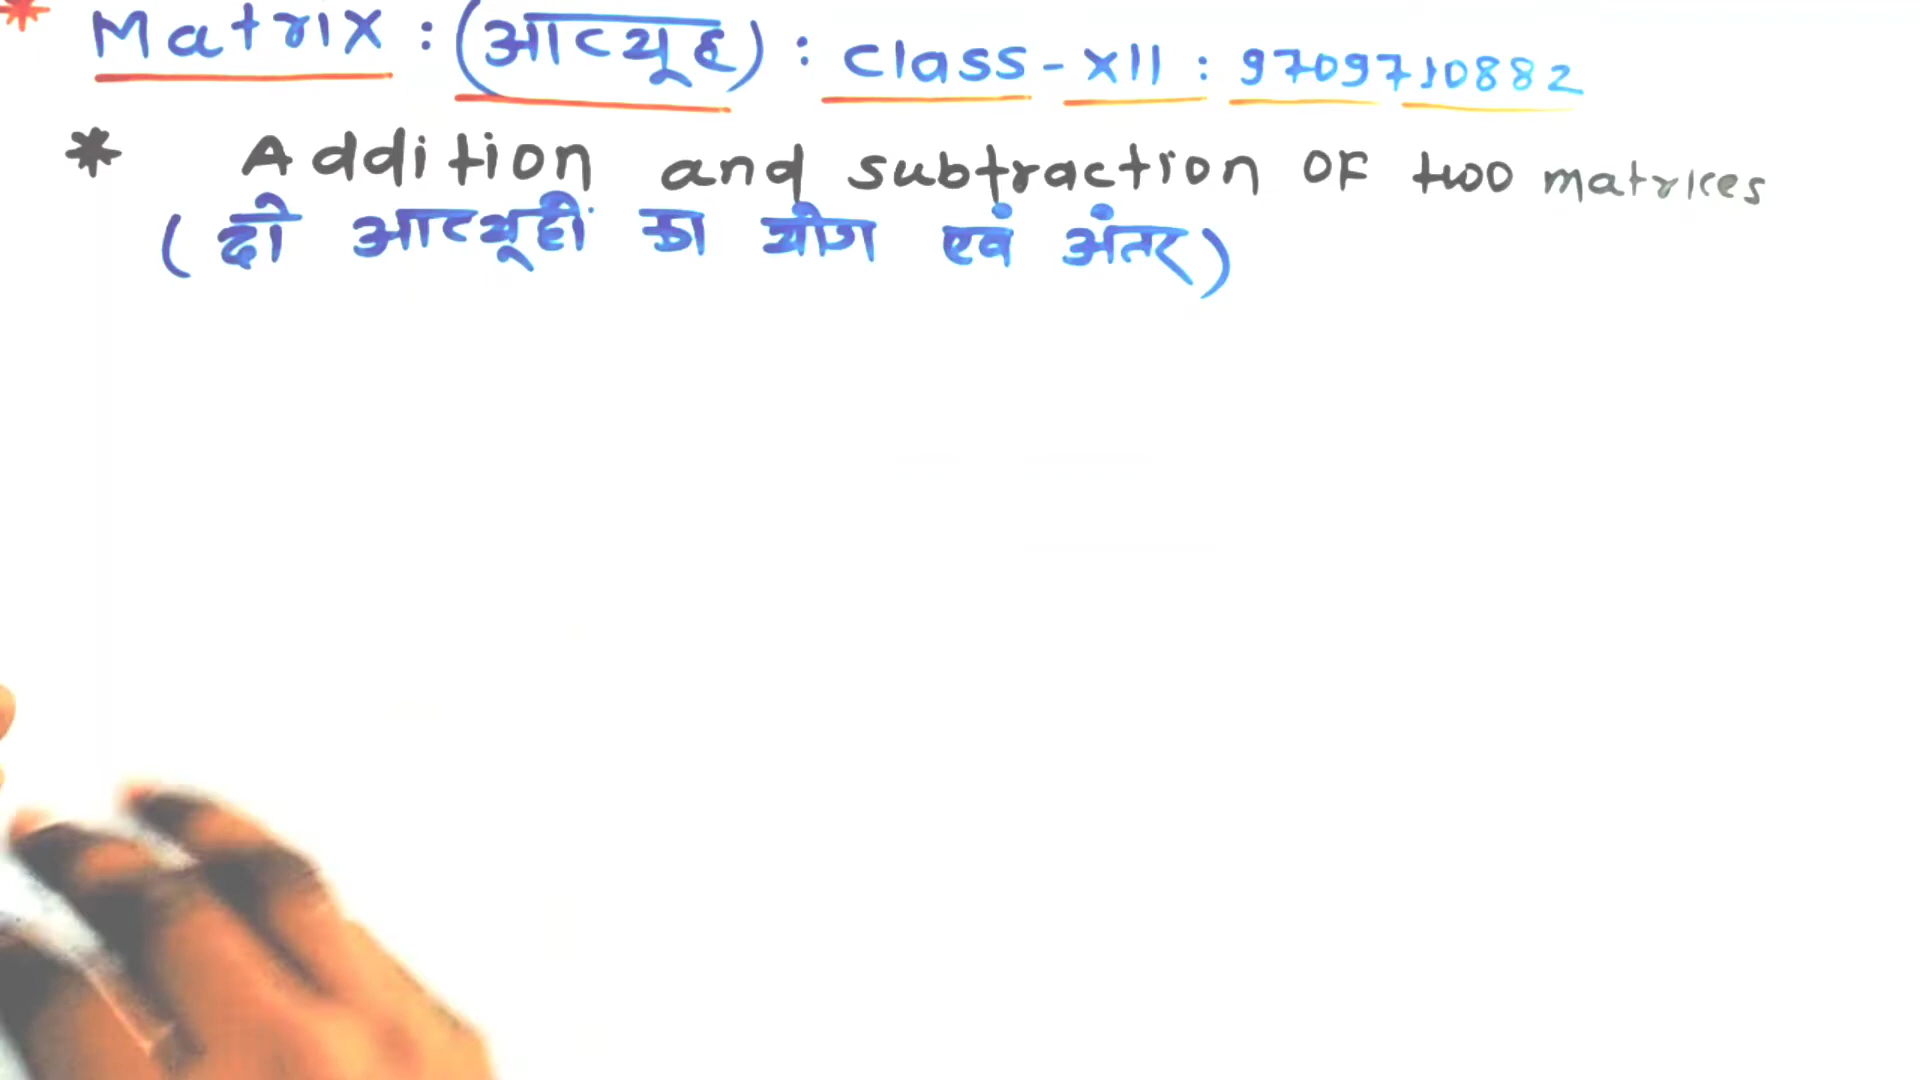 * Matrix : (आव्यूह) : Class - XII : 9709710882
* Addition and subtraction OF two matrices
( दो आव्यूहों का योग एवं अंतर )